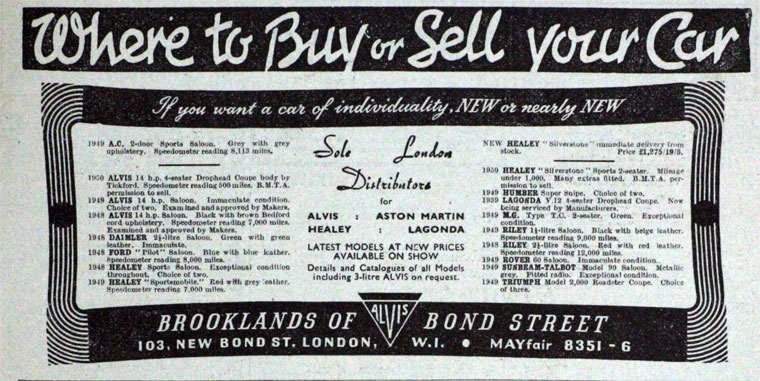 Where to Buy or Sell your Car
If you want a car of individuality, NEW or nearly NEW
1949 A.C. 2-door Sports Saloon. Grey with grey
upholstery. Speedometer reading 8,113 miles.
1950 ALVIS 14 h.p. 4-seater Drophead Coupe body by
Tickford. Speedometer reading 500 miles. B.M.T.A.
permission to sell.
1949 ALVIS 14 h.p. Saloon. Immaculate condition.
Choice of two. Examined and approved by Makers.
1948 ALVIS 14 h.p. Saloon. Black with brown Bedford
cord upholstery. Speedometer reading 7,000 miles.
Examined and approved by Makers.
1948 DAIMLER 2½-litre Saloon. Green with green
leather. Immaculate.
1948 FORD "Pilot" Saloon. Blue with blue leather.
Speedometer reading 8,000 miles.
1948 HEALEY Sports Saloon. Exceptional condition
throughout. Choice of two.
1949 HEALEY "Sportsmobile." Red with grey leather.
Speedometer reading 7,000 miles.
Sole London
Distributors
for
ALVIS : ASTON MARTIN
HEALEY : LAGONDA
LATEST MODELS AT NEW PRICES
AVAILABLE ON SHOW
Details and Catalogues of all Models
including 3-litre ALVIS on request.
NEW HEALEY "Silverstone" immediate delivery from
stock. Price £1,275/19/5.
1950 HEALEY "Silverstone" Sports 2-seater. Mileage
under 1,000. Many extras fitted. B.M.T.A. per-
mission to sell.
1949 HUMBER Super Snipe. Choice of two.
1939 LAGONDA V.12 4-seater Drophead Coupe. Now
being serviced by Manufacturers.
1949 M.G. Type T.C. 2-seater. Green. Exceptional
condition.
1949 RILEY 1½-litre Saloon. Black with beige leather.
Speedometer reading 9,000 miles.
1948 RILEY 2½-litre Saloon. Red with red leather.
Speedometer reading 12,000 miles.
1949 ROVER 60 Saloon. Immaculate condition.
1949 SUNBEAM-TALBOT Model 90 Saloon. Metallic
grey. Fitted radio. Exceptional condition.
1949 TRIUMPH Model 2,000 Roadster Coupe. Choice
of three.
BROOKLANDS OF ALVIS BOND STREET
103, NEW BOND ST. LONDON, W.I. • MAYfair 8351 - 6